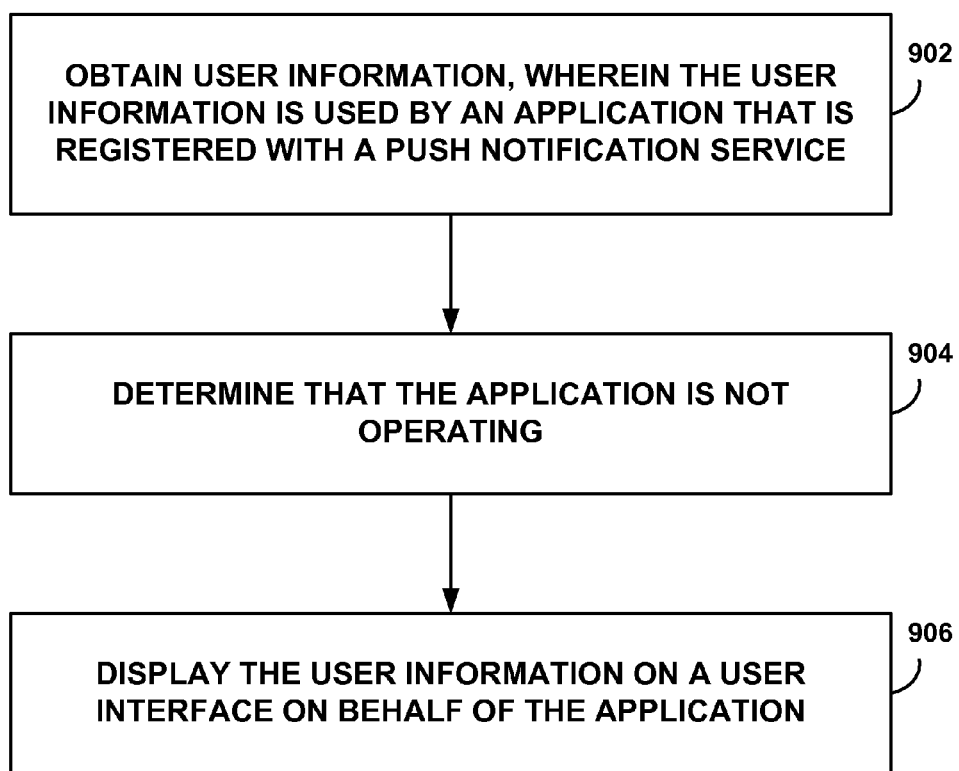 902
OBTAIN USER INFORMATION, WHEREIN THE USER
INFORMATION IS USED BY AN APPLICATION THAT IS
REGISTERED WITH A PUSH NOTIFICATION SERVICE
904
DETERMINE THAT THE APPLICATION IS NOT
OPERATING
906
DISPLAY THE USER INFORMATION ON A USER
INTERFACE ON BEHALF OF THE APPLICATION